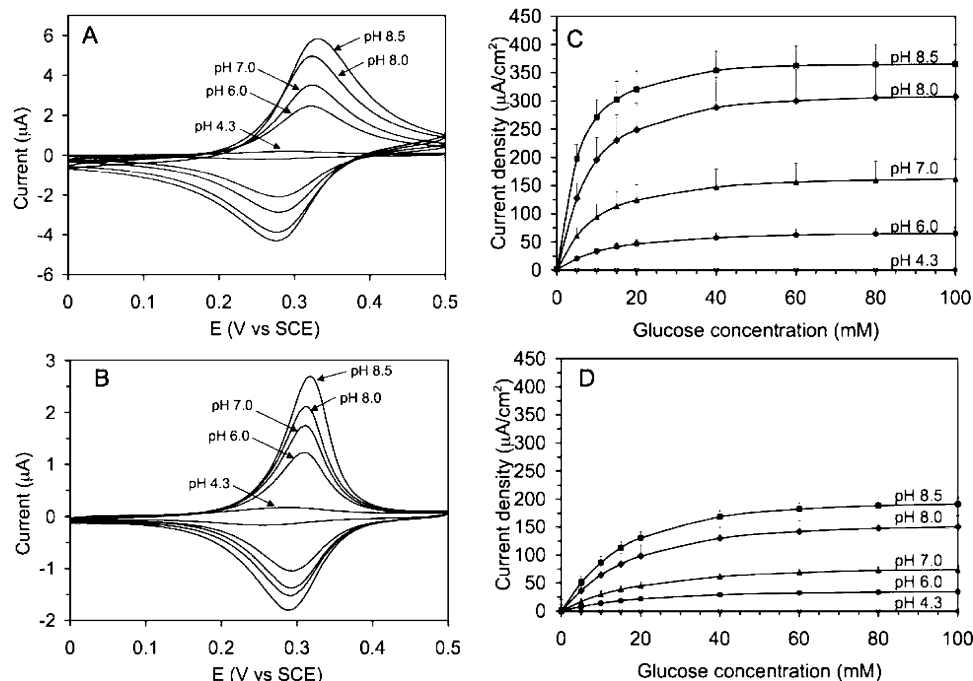 A
6
4
2
0
-2
-4
-6
Current (μA)
pH 8.5
pH 8.0
pH 7.0
pH 6.0
pH 4.3
0 0.1 0.2 0.3 0.4 0.5
E (V vs SCE)
C
450
400
350
300
250
200
150
100
50
0
Current density (μA/cm²)
pH 8.5
pH 8.0
pH 7.0
pH 6.0
pH 4.3
0 20 40 60 80 100
Glucose concentration (mM)
B
3
2
1
0
-1
-2
Current (μA)
pH 8.5
pH 8.0
pH 7.0
pH 6.0
pH 4.3
0 0.1 0.2 0.3 0.4 0.5
E (V vs SCE)
D
450
400
350
300
250
200
150
100
50
0
Current density (μA/cm²)
pH 8.5
pH 8.0
pH 7.0
pH 6.0
pH 4.3
0 20 40 60 80 100
Glucose concentration (mM)